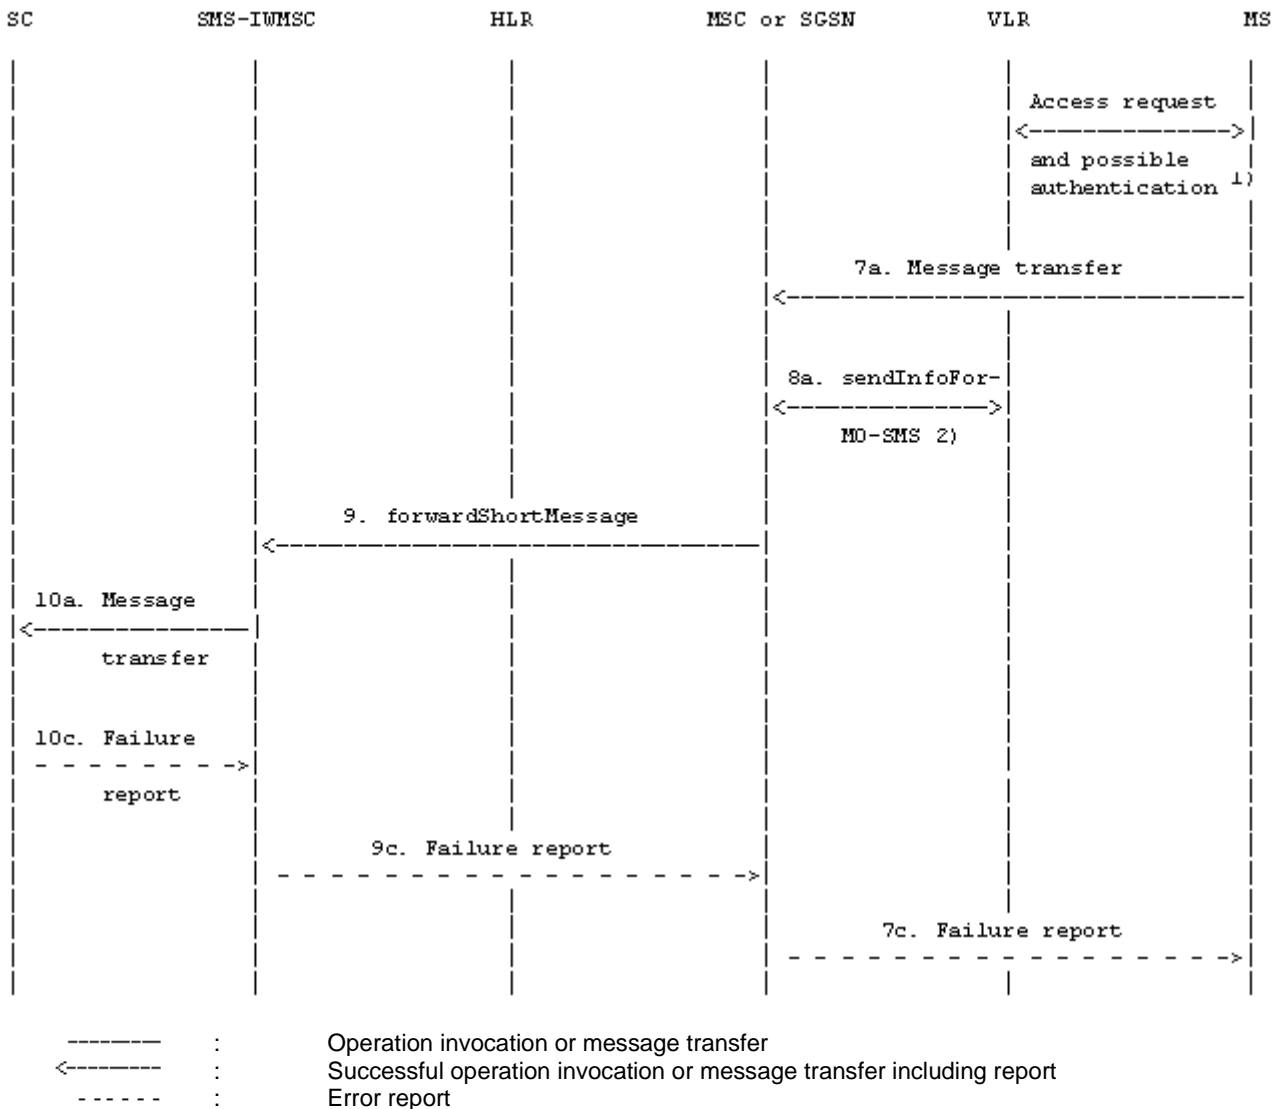 SC SMS-IWMSC HLR MSC or SGSN VLR MS
Access request
and possible
authentication 1)
7a. Message transfer
8a. sendInfoFor-
MO-SMS 2)
9. forwardShortMessage
10a. Message
transfer
10c. Failure
report
9c. Failure report
7c. Failure report
: Operation invocation or message transfer
: Successful operation invocation or message transfer including report
: Error report